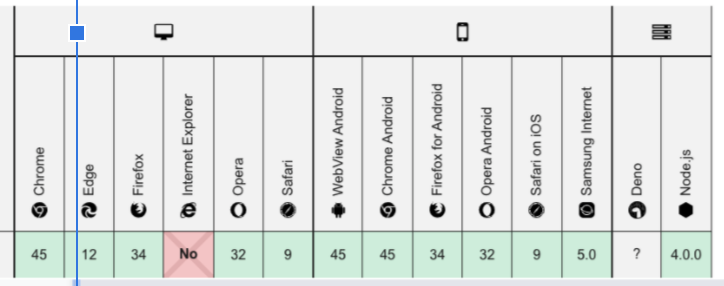 Chrome
Edge
Firefox
Internet Explorer
Opera
Safari
WebView Android
Chrome Android
Firefox for Android
Opera Android
Safari on iOS
Samsung Internet
Deno
Node.js
45 12 34 No 32 9 45 45 34 32 9 5.0 ? 4.0.0